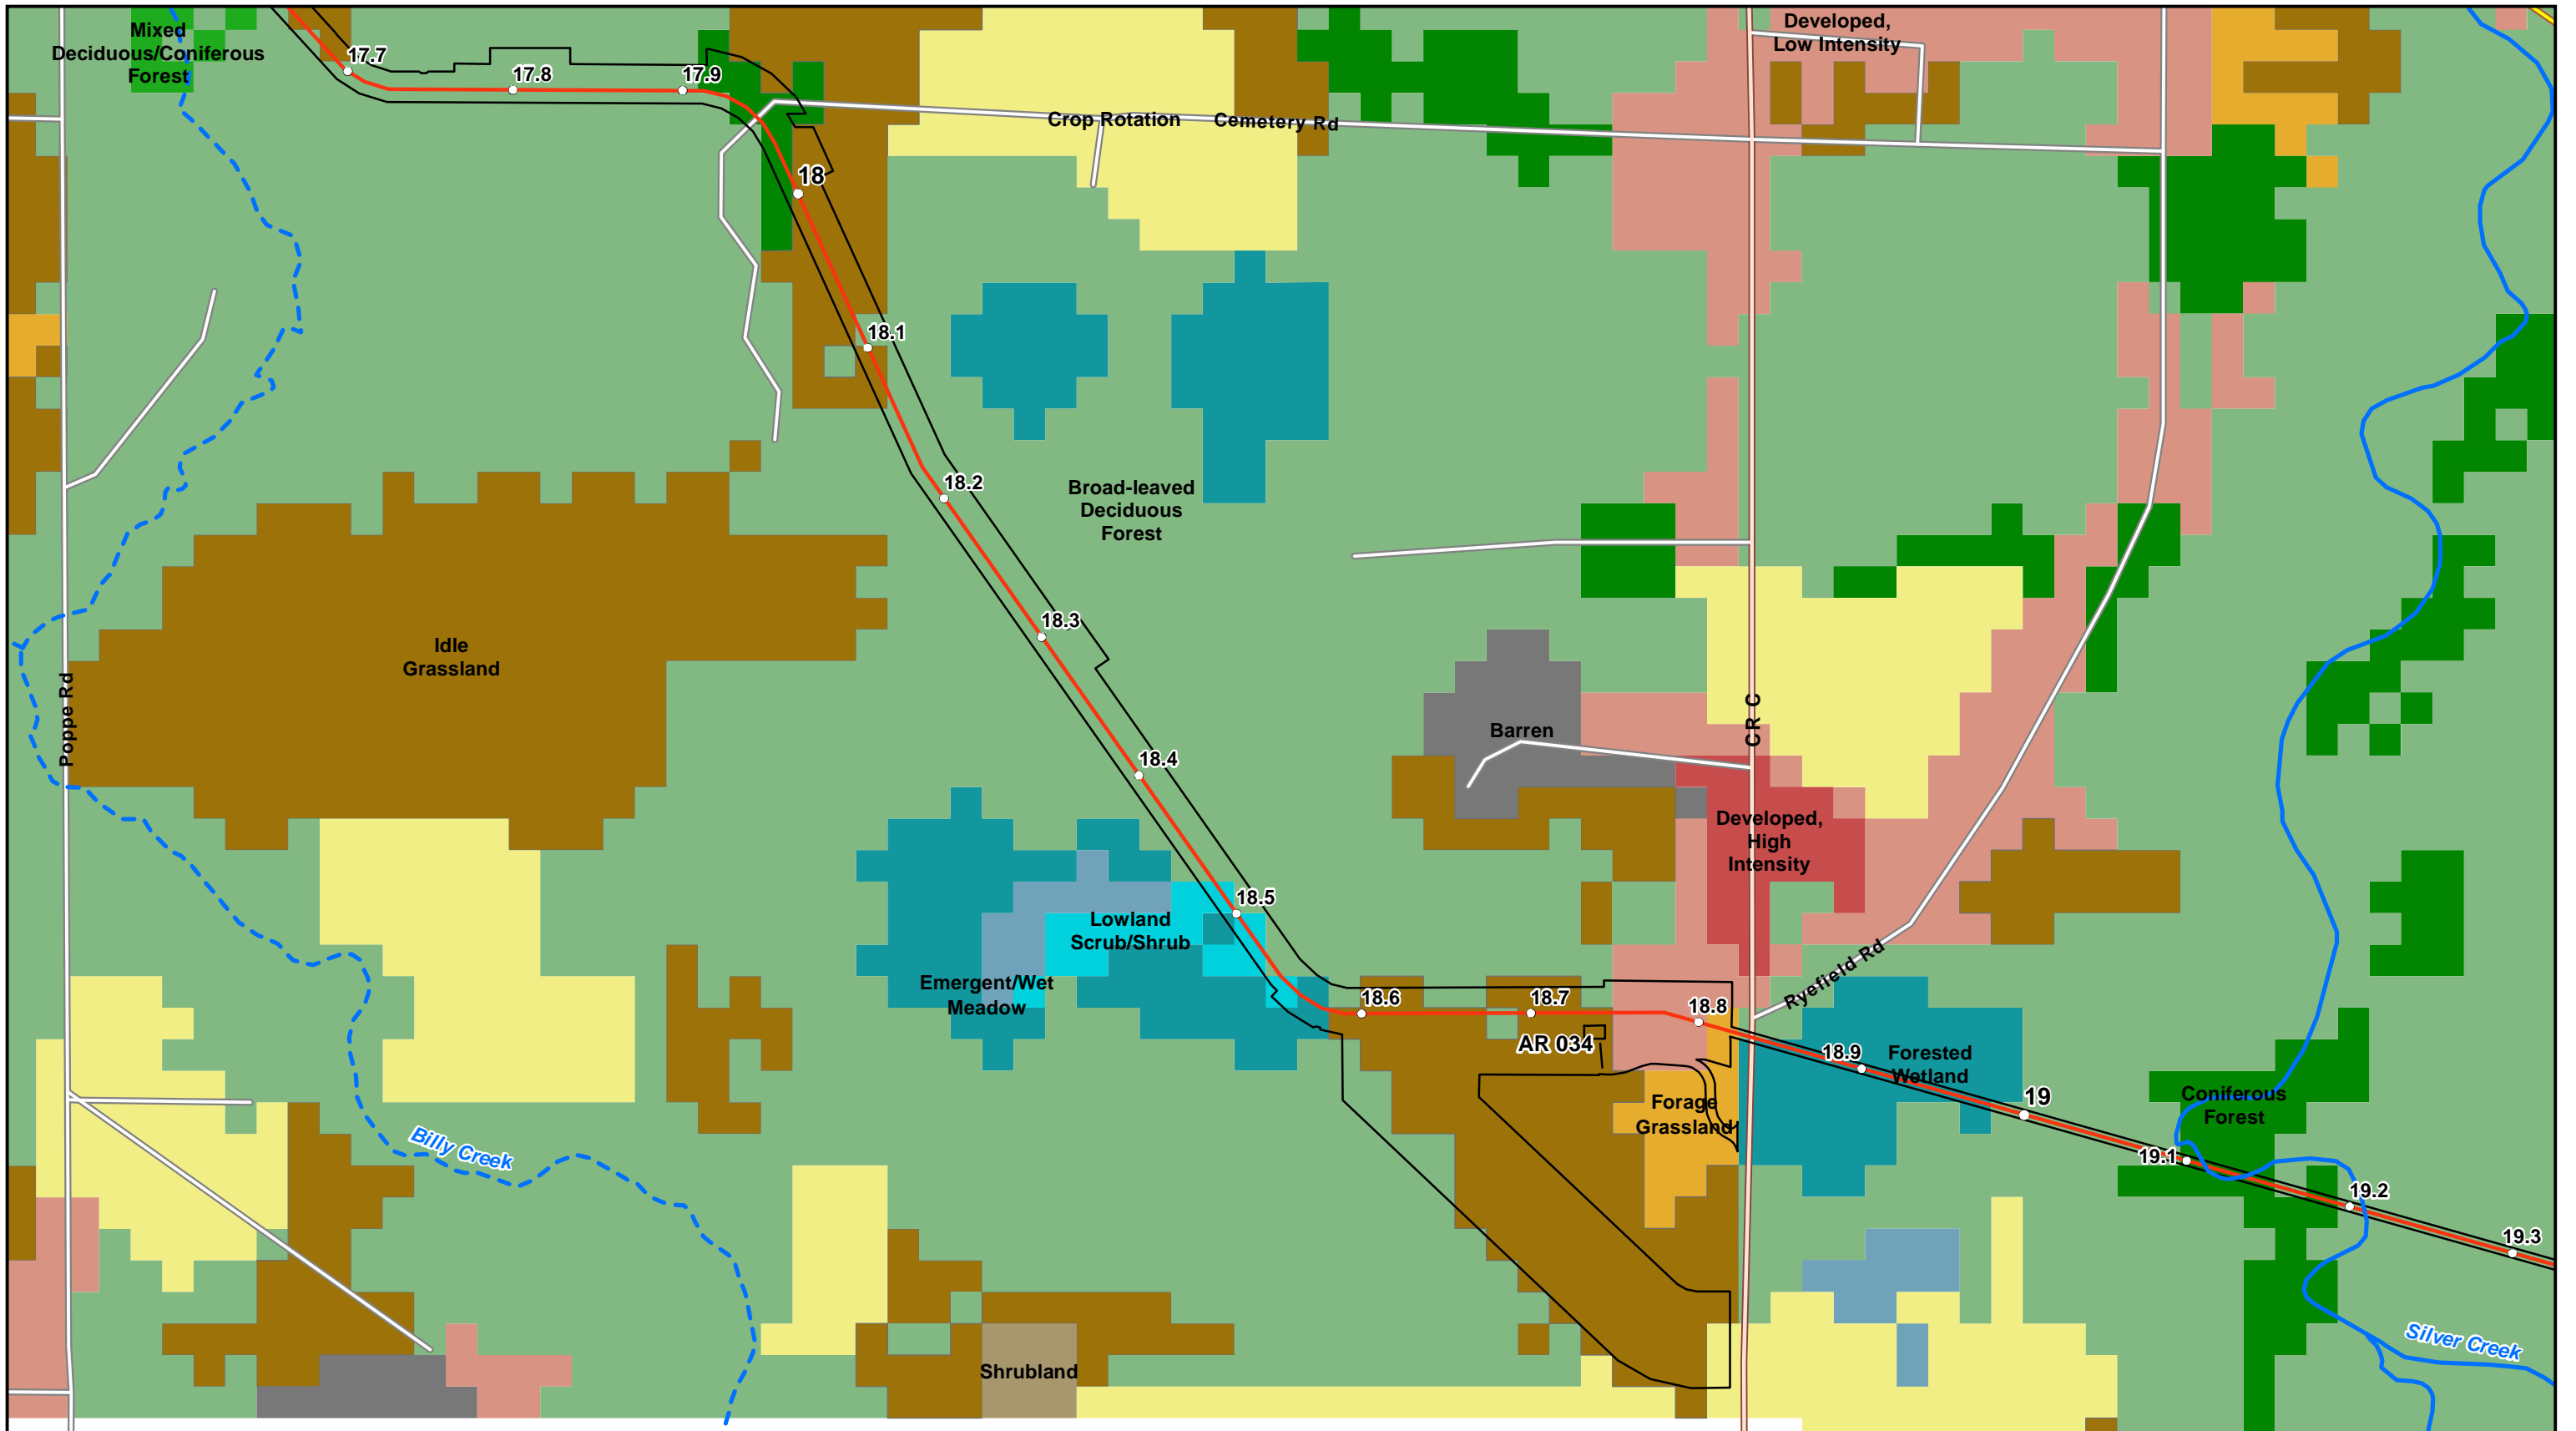 Mixed
Deciduous/Coniferous
Forest
17.7
17.8
17.9
Developed,
Low Intensity
Crop Rotation
Cemetery Rd
18
18.1
18.2
Broad-leaved
Deciduous
Forest
18.3
Idle
Grassland
Poppe Rd
CR C
Barren
18.4
Developed,
High
Intensity
18.5
Lowland
Scrub/Shrub
Emergent/Wet
Meadow
Ryefield Rd
18.6
18.7
18.8
AR 034
18.9
Forested
Wetland
19
Coniferous
Forest
Forage
Grassland
Billy Creek
19.1
19.2
19.3
Silver Creek
Shrubland